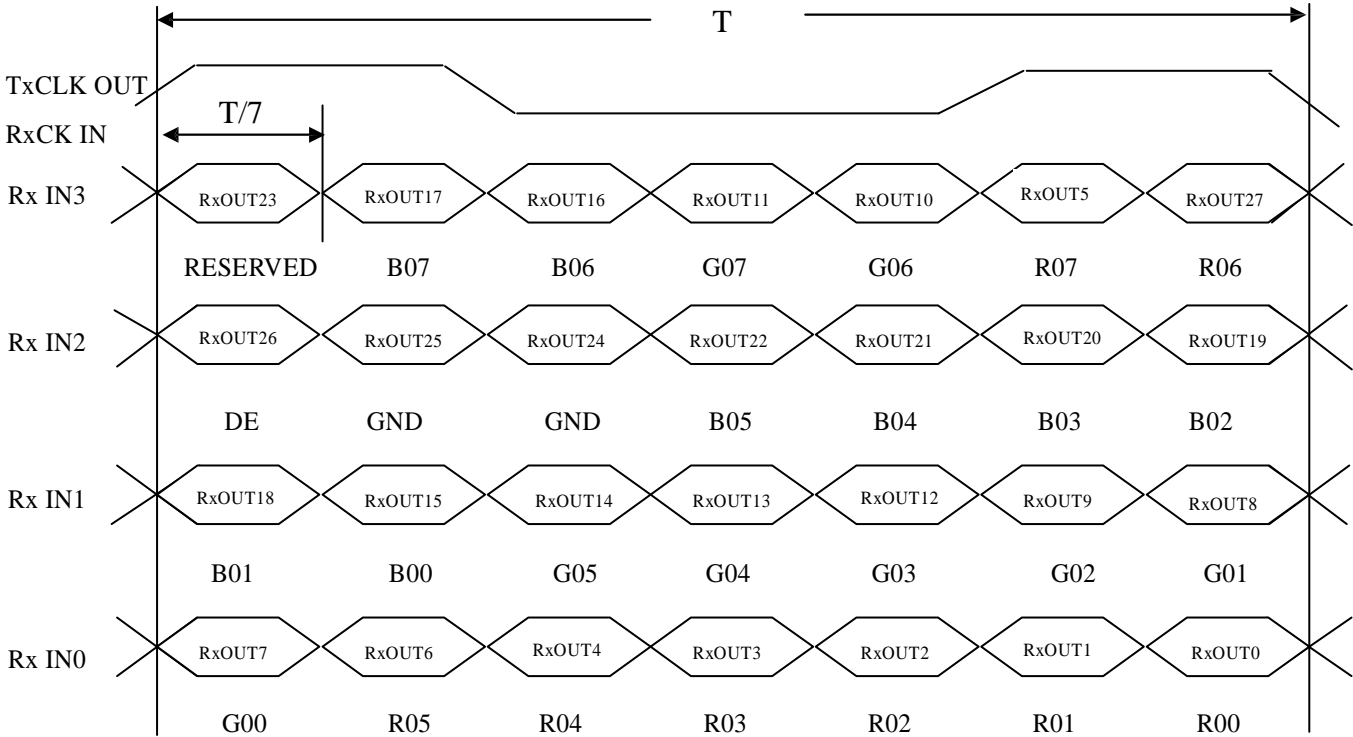 T
TxCLK OUT
T/7
RxCK IN
Rx IN3 RxOUT23 RxOUT17 RxOUT16 RxOUT11 RxOUT10 RxOUT5 RxOUT27
RESERVED B07 B06 G07 G06 R07 R06
Rx IN2 RxOUT26 RxOUT25 RxOUT24 RxOUT22 RxOUT21 RxOUT20 RxOUT19
DE GND GND B05 B04 B03 B02
Rx IN1 RxOUT18 RxOUT15 RxOUT14 RxOUT13 RxOUT12 RxOUT9 RxOUT8
B01 B00 G05 G04 G03 G02 G01
Rx IN0 RxOUT7 RxOUT6 RxOUT4 RxOUT3 RxOUT2 RxOUT1 RxOUT0
G00 R05 R04 R03 R02 R01 R00